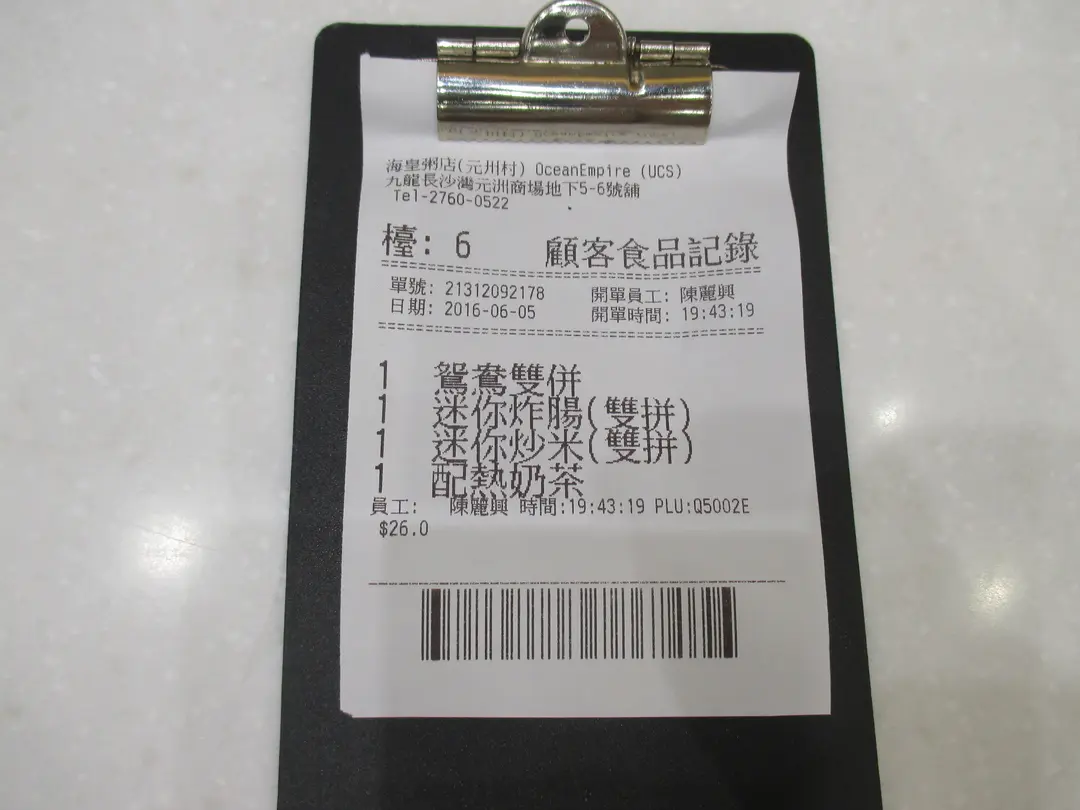 海皇粥店(元州村) OceanEmpire (UCS)
九龍長沙灣元洲商場地下5-6號舖
Tel-2760-0522
檯: 6 顧客食品記錄
單號: 21312092178 開單員工: 陳麗興
日期: 2016-06-05 開單時間: 19:43:19
1 鴛鴦雙併
1 迷你炸腸(雙拼)
1 迷你炒米(雙拼)
1 配熱奶茶
員工: 陳麗興 時間:19:43:19 PLU:Q5002E
$26.0